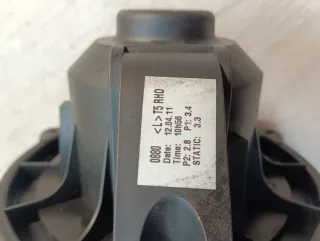 0880 <L>T5 RHD
Date: 12.04.11
Time: 10h56
P2: 2.8 P1: 3.4
STATIC: 3.3